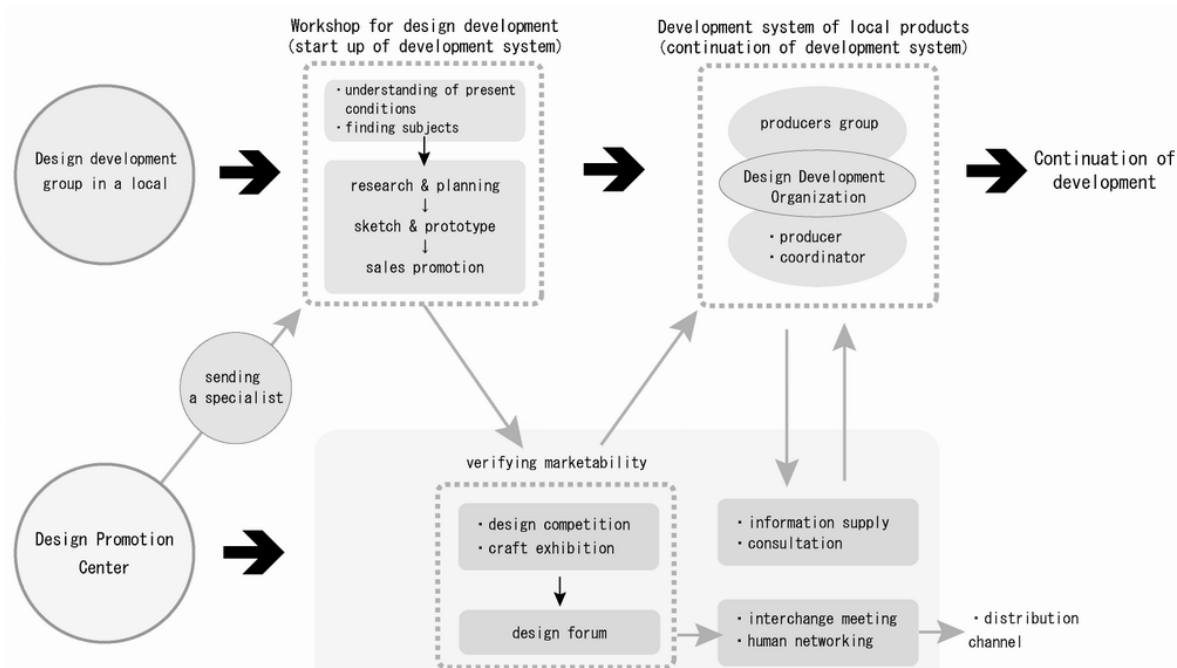 Workshop for design development
(start up of development system)
・understanding of present
conditions
・finding subjects
research & planning
↓
sketch & prototype
↓
sales promotion
Development system of local products
(continuation of development system)
producers group
Design Development
Organization
・producer
・coordinator
Design development
group in a local
Continuation of
development
sending
a specialist
Design Promotion
Center
verifying marketability
・design competition
・craft exhibition
design forum
・information supply
・consultation
・interchange meeting
・human networking
・distribution
channel